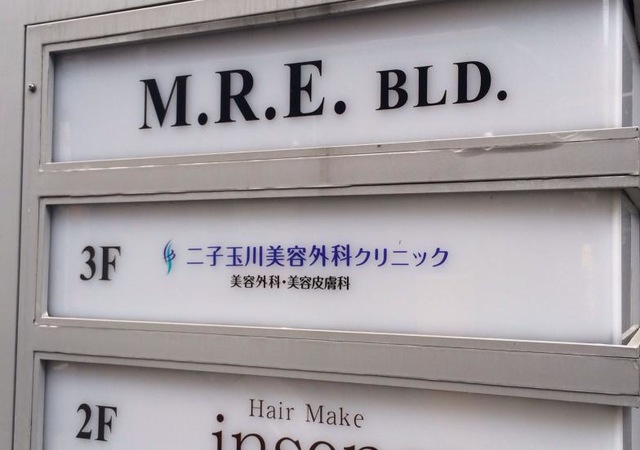 M.R.E. BLD.
3F 二子玉川美容外科クリニック
美容外科・美容皮膚科
2F
Hair Make